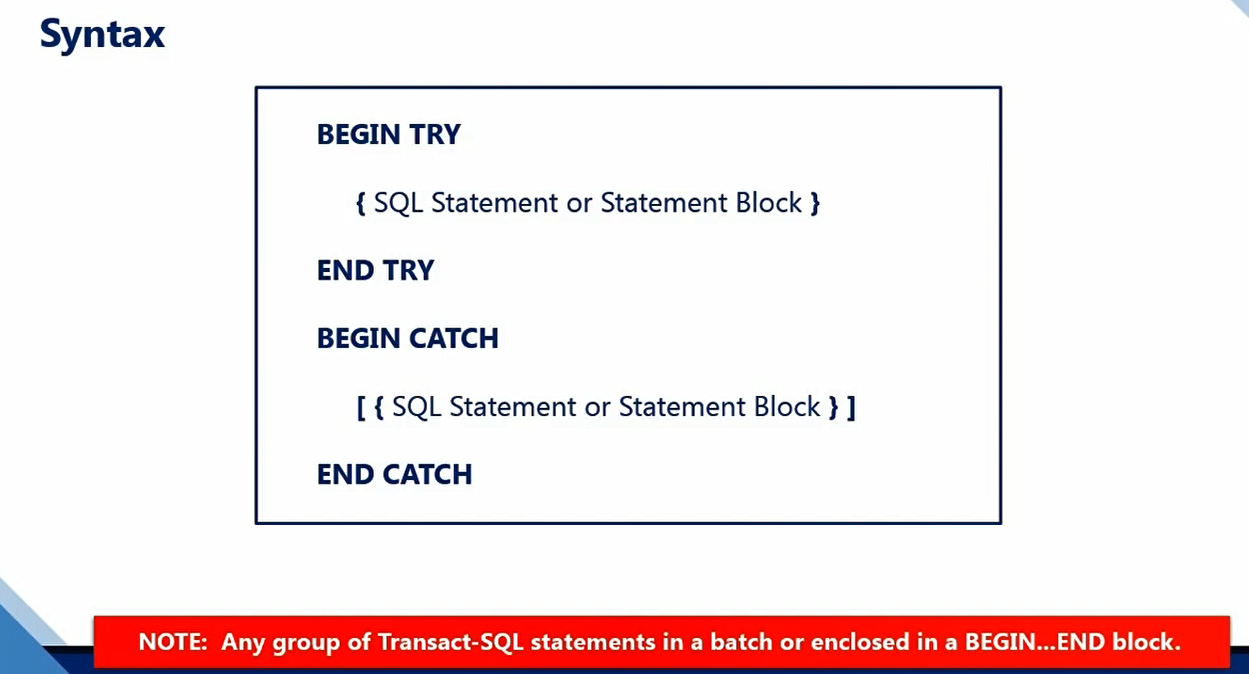 Syntax
BEGIN TRY
{ SQL Statement or Statement Block }
END TRY
BEGIN CATCH
[ { SQL Statement or Statement Block } ]
END CATCH
NOTE:  Any group of Transact-SQL statements in a batch or enclosed in a BEGIN...END block.